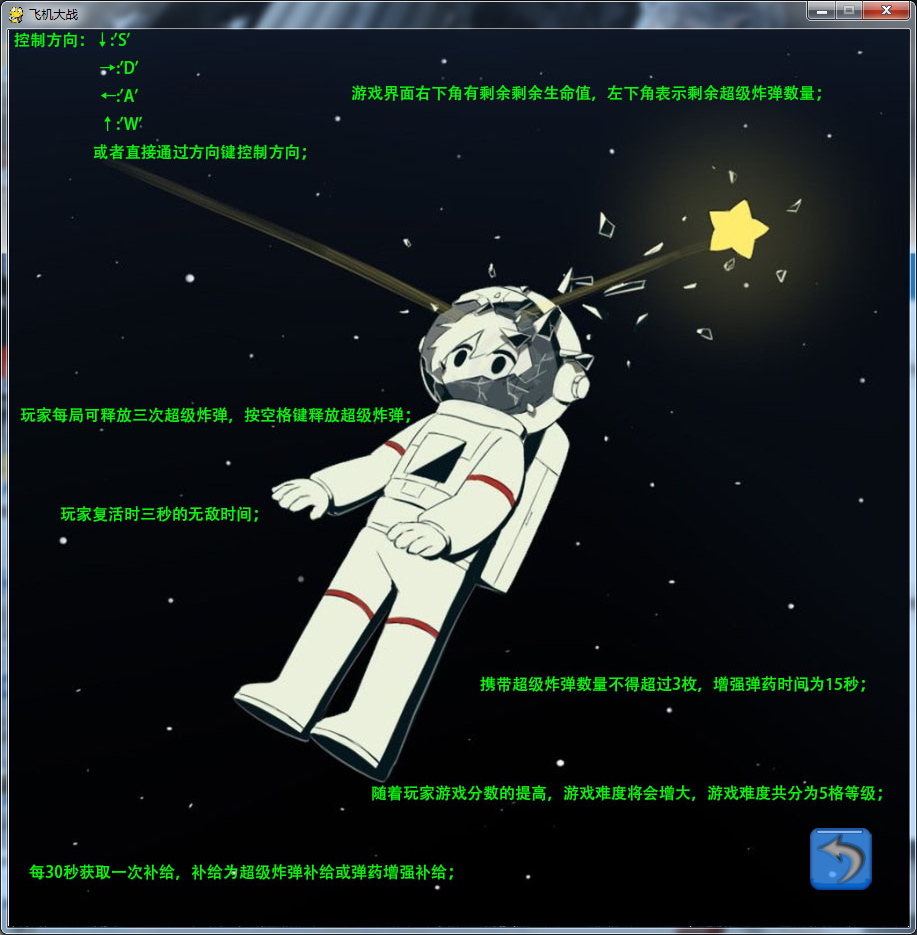 飞机大战
控制方向：↓:'S'
→:'D'
←:'A'
↑:'W'
或者直接通过方向键控制方向；
游戏界面右下角有剩余剩余生命值，左下角表示剩余超级炸弹数量；
玩家每局可释放三次超级炸弹，按空格键释放超级炸弹；
玩家复活时三秒的无敌时间；
携带超级炸弹数量不得超过3枚，增强弹药时间为15秒；
随着玩家游戏分数的提高，游戏难度将会增大，游戏难度共分为5格等级；
每30秒获取一次补给，补给为超级炸弹补给或弹药增强补给；